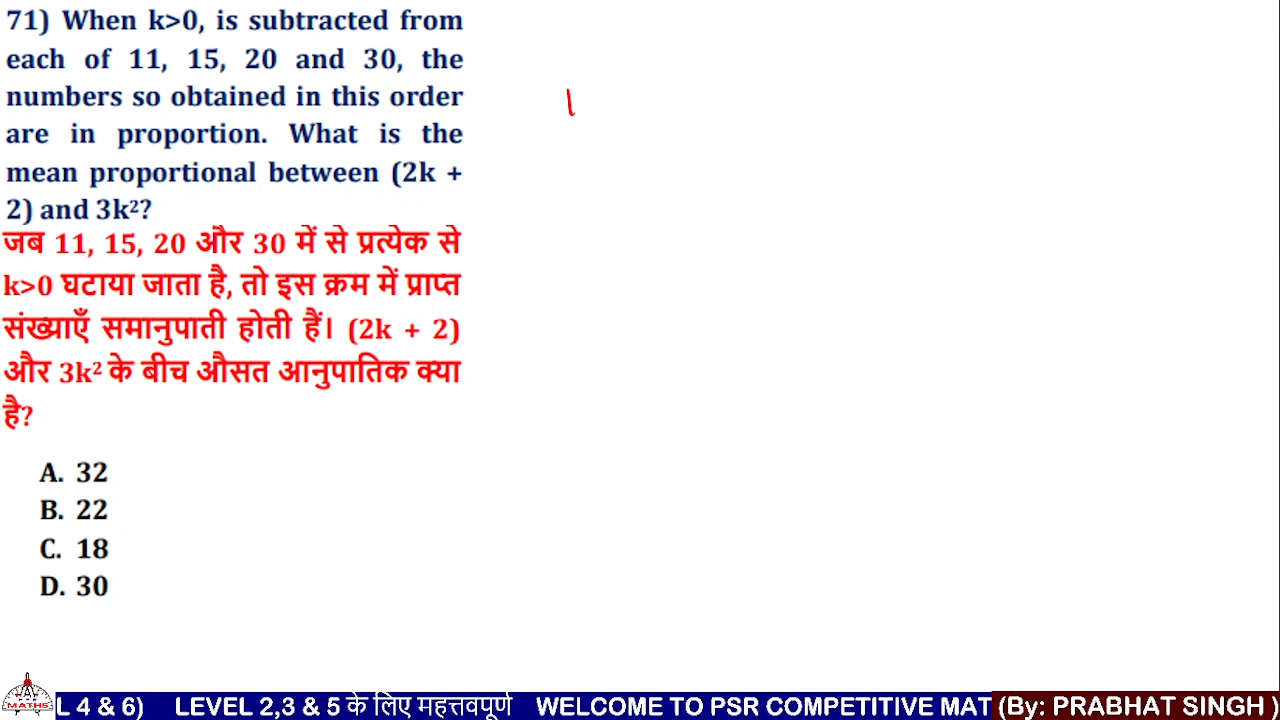 71) When k>0, is subtracted from
each of 11, 15, 20 and 30, the
numbers so obtained in this order
are in proportion. What is the
mean proportional between (2k +
2) and 3k²?
जब 11, 15, 20 और 30 में से प्रत्येक से
k>0 घटाया जाता है, तो इस क्रम में प्राप्त
संख्याएँ समानुपाती होती हैं। (2k + 2)
और 3k² के बीच औसत आनुपातिक क्या
है?
A. 32
B. 22
C. 18
D. 30
MATHS
L 4 & 6) LEVEL 2,3 & 5 के लिए महत्तवपूर्ण WELCOME TO PSR COMPETITIVE MAT (By: PRABHAT SINGH )